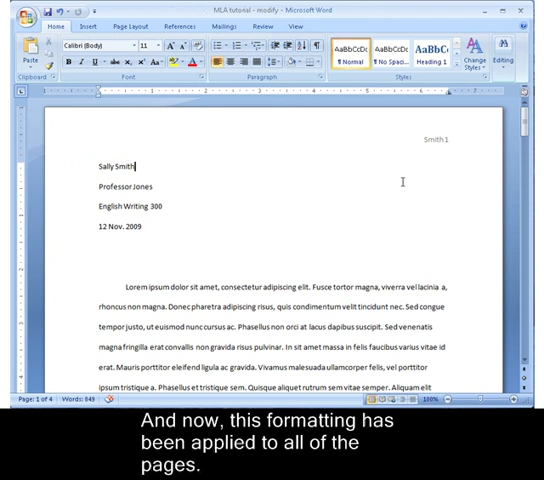 MLA tutorial - modify - Microsoft Word
Home Insert Page Layout References Mailings Review View
Calibri (Body) 11
AaBbCcDc AaBbCcDc AaBbC
Paste ¶ Normal ¶ No Spaci... Heading 1 Change Styles Editing
Clipboard Font Paragraph Styles
Smith 1
Sally Smith
Professor Jones
English Writing 300
12 Nov. 2009
Lorem ipsum dolor sit amet, consectetur adipiscing elit. Fusce tortor magna, viverra vel lacinia a,
rhoncus non magna. Donec pharetra adipiscing risus, quis condimentum velit tincidunt nec. Sed congue
tempor justo, ut euismod nunc cursus ac. Phasellus non orci at lacus dapibus suscipit. Sed venenatis
magna fringilla erat convallis non gravida risus pulvinar. In sit amet massa in felis faucibus varius vitae id
erat. Mauris porttitor eleifend ligula ac gravida. Vivamus malesuada ullamcorper felis, vel porttitor
ipsum tristique a. Phasellus et tristique sem. Quisque aliquet rutrum sem vitae semper. Aliquam elit
Page: 1 of 4 Words: 849 100%
And now, this formatting has
been applied to all of the
pages.